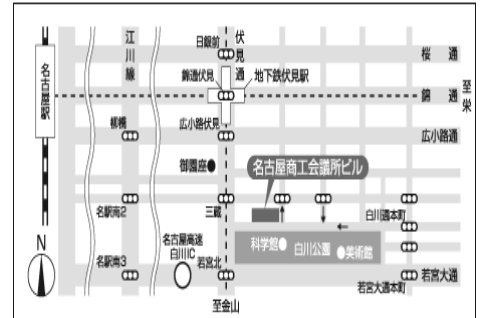 江川線
日銀前
伏見通
桜通
名古屋駅
錦通伏見
地下鉄伏見駅
錦通
至栄
柳橋
広小路伏見
広小路通
御園座
名古屋商工会議所ビル
名駅南2
三蔵
白川通本町
科学館
白川公園
美術館
N
名古屋高速
白川IC
名駅南3
若宮北
若宮大通
若宮大通本町
至金山